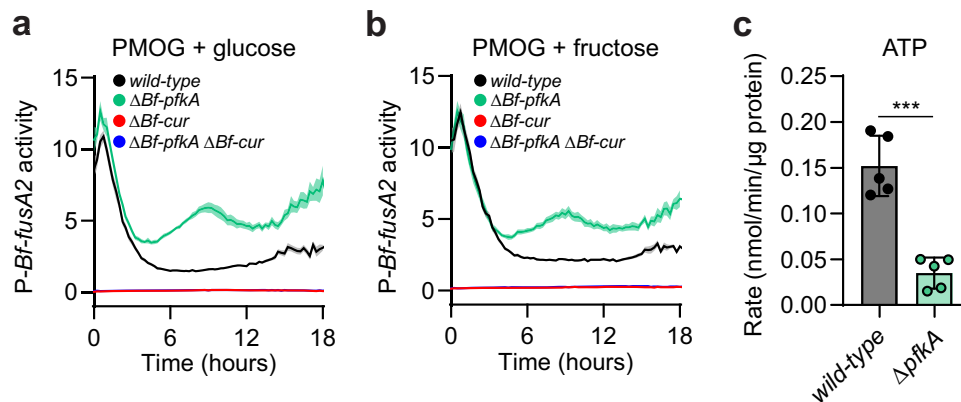 a
PMOG + glucose
P-Bf-fusA2 activity
15
10
5
0
wild-type
ΔBf-pfkA
ΔBf-cur
ΔBf-pfkA ΔBf-cur
0 6 12 18
Time (hours)
b
PMOG + fructose
P-Bf-fusA2 activity
15
10
5
0
wild-type
ΔBf-pfkA
ΔBf-cur
ΔBf-pfkA ΔBf-cur
0 6 12 18
Time (hours)
c
ATP
Rate (nmol/min/µg protein)
0.25
0.20
0.15
0.10
0.05
0.00
***
wild-type
ΔpfkA